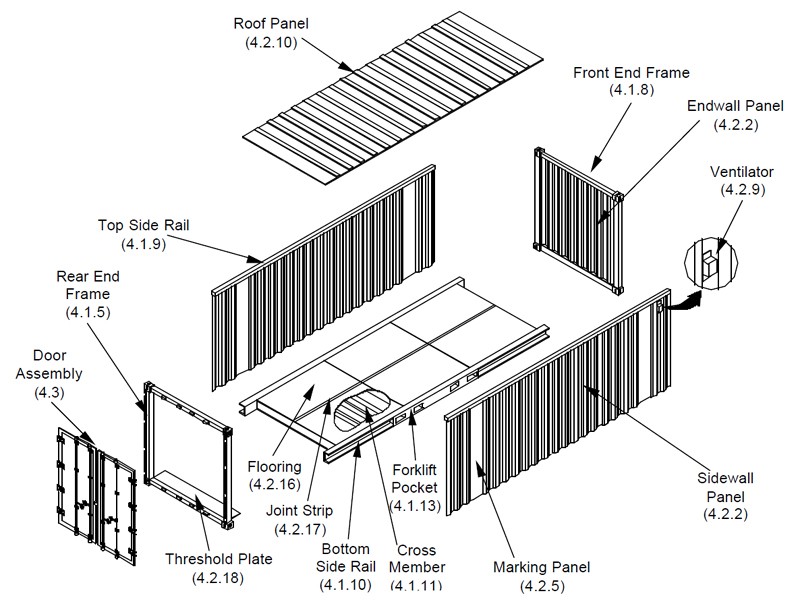 Roof Panel
(4.2.10)
Front End Frame
(4.1.8)
Endwall Panel
(4.2.2)
Ventilator
(4.2.9)
Top Side Rail
(4.1.9)
Rear End
Frame
(4.1.5)
Door
Assembly
(4.3)
Flooring
(4.2.16)
Joint Strip
(4.2.17)
Forklift
Pocket
(4.1.13)
Sidewall
Panel
(4.2.2)
Threshold Plate
(4.2.18)
Bottom
Side Rail
(4.1.10)
Cross
Member
(4.1.11)
Marking Panel
(4.2.5)